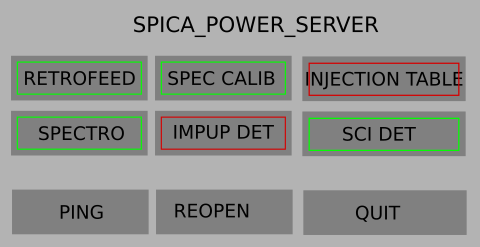 SPICA_POWER_SERVER
RETROFEED SPEC CALIB INJECTION TABLE
SPECTRO IMPUP DET SCI DET
PING REOPEN QUIT